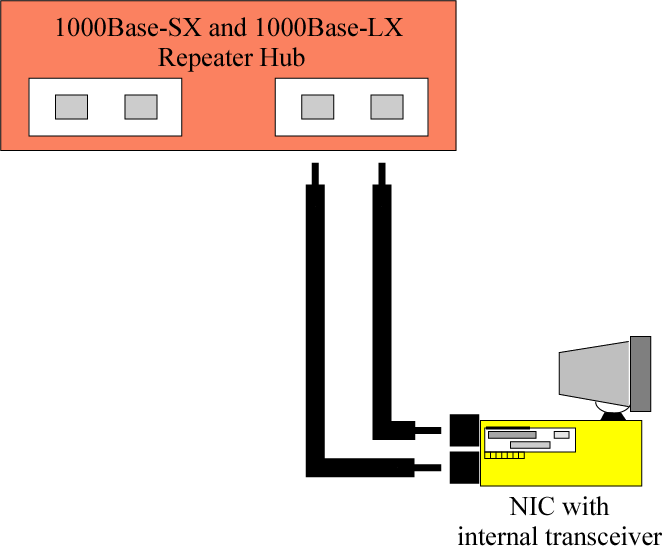 1000Base-SX and 1000Base-LX
Repeater Hub
NIC with
internal transceiver